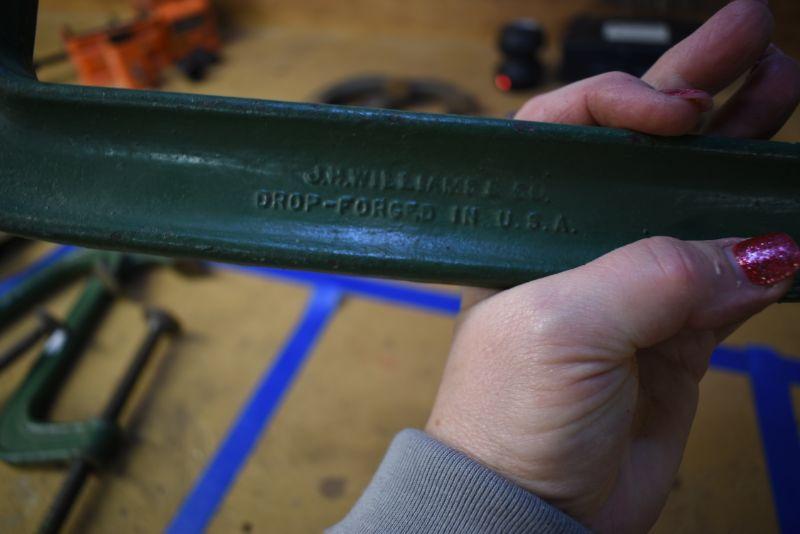 J.H.WILLIAMS & CO.
DROP-FORGED IN U.S.A.